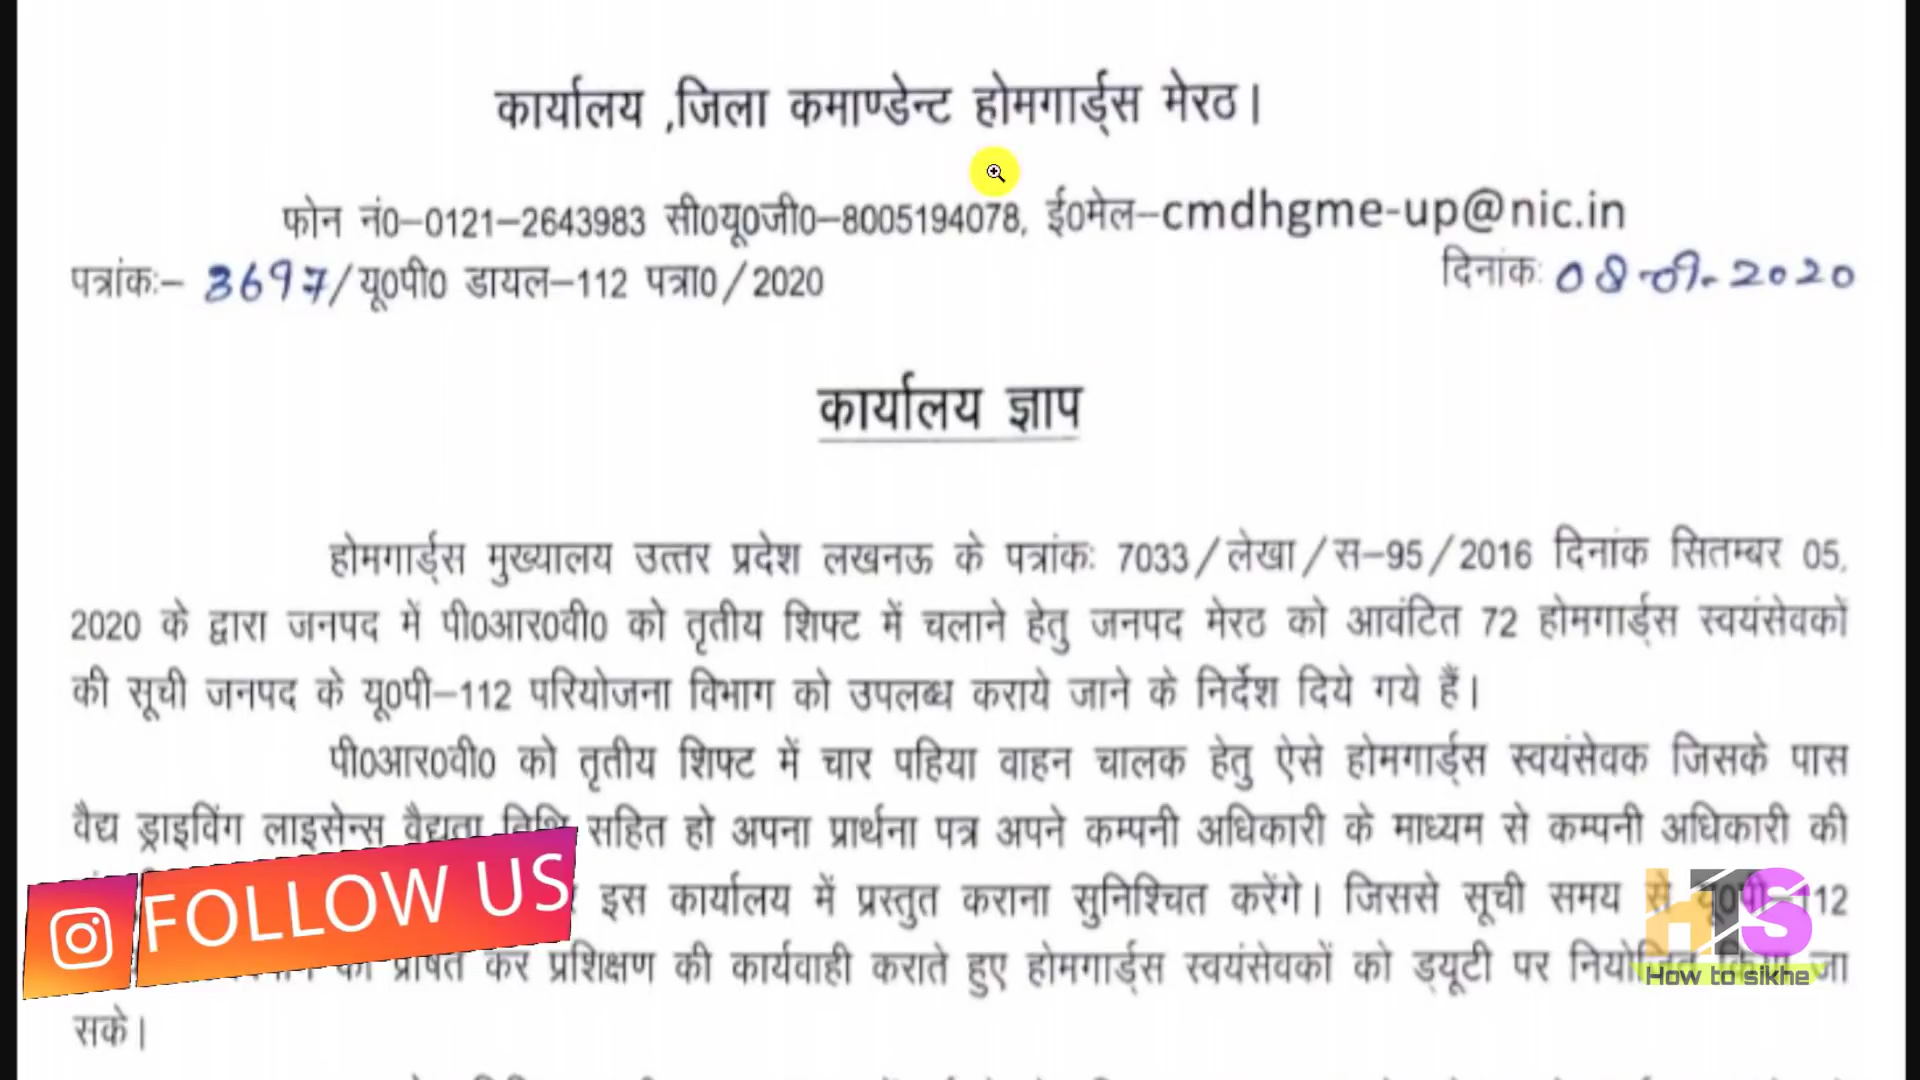 कार्यालय ,जिला कमाण्डेन्ट होमगार्ड्स मेरठ।
फोन नं0–0121–2643983 सी0यू0जी0–8005194078, ई0मेल–cmdhgme-up@nic.in
पत्रांकः– 3697/यू0पी0 डायल–112 पत्रा0/2020 दिनांकः 08-09-2020
कार्यालय ज्ञाप
होमगार्ड्स मुख्यालय उत्तर प्रदेश लखनऊ के पत्रांकः 7033/लेखा/स–95/2016 दिनांक सितम्बर 05,
2020 के द्वारा जनपद में पी0आर0वी0 को तृतीय शिफ्ट में चलाने हेतु जनपद मेरठ को आवंटित 72 होमगार्ड्स स्वयंसेवकों
की सूची जनपद के यू0पी–112 परियोजना विभाग को उपलब्ध कराये जाने के निर्देश दिये गये हैं।
पी0आर0वी0 को तृतीय शिफ्ट में चार पहिया वाहन चालक हेतु ऐसे होमगार्ड्स स्वयंसेवक जिसके पास
वैद्य ड्राइविंग लाइसेन्स वैद्यता तिथि सहित हो अपना प्रार्थना पत्र अपने कम्पनी अधिकारी के माध्यम से कम्पनी अधिकारी की
इस कार्यालय में प्रस्तुत कराना सुनिश्चित करेंगे। जिससे सूची समय से यू0पी–112
को प्रेषित कर प्रशिक्षण की कार्यवाही कराते हुए होमगार्ड्स स्वयंसेवकों को ड्यूटी पर नियोजित किया जा
सके।
FOLLOW US
HTS
How to sikhe